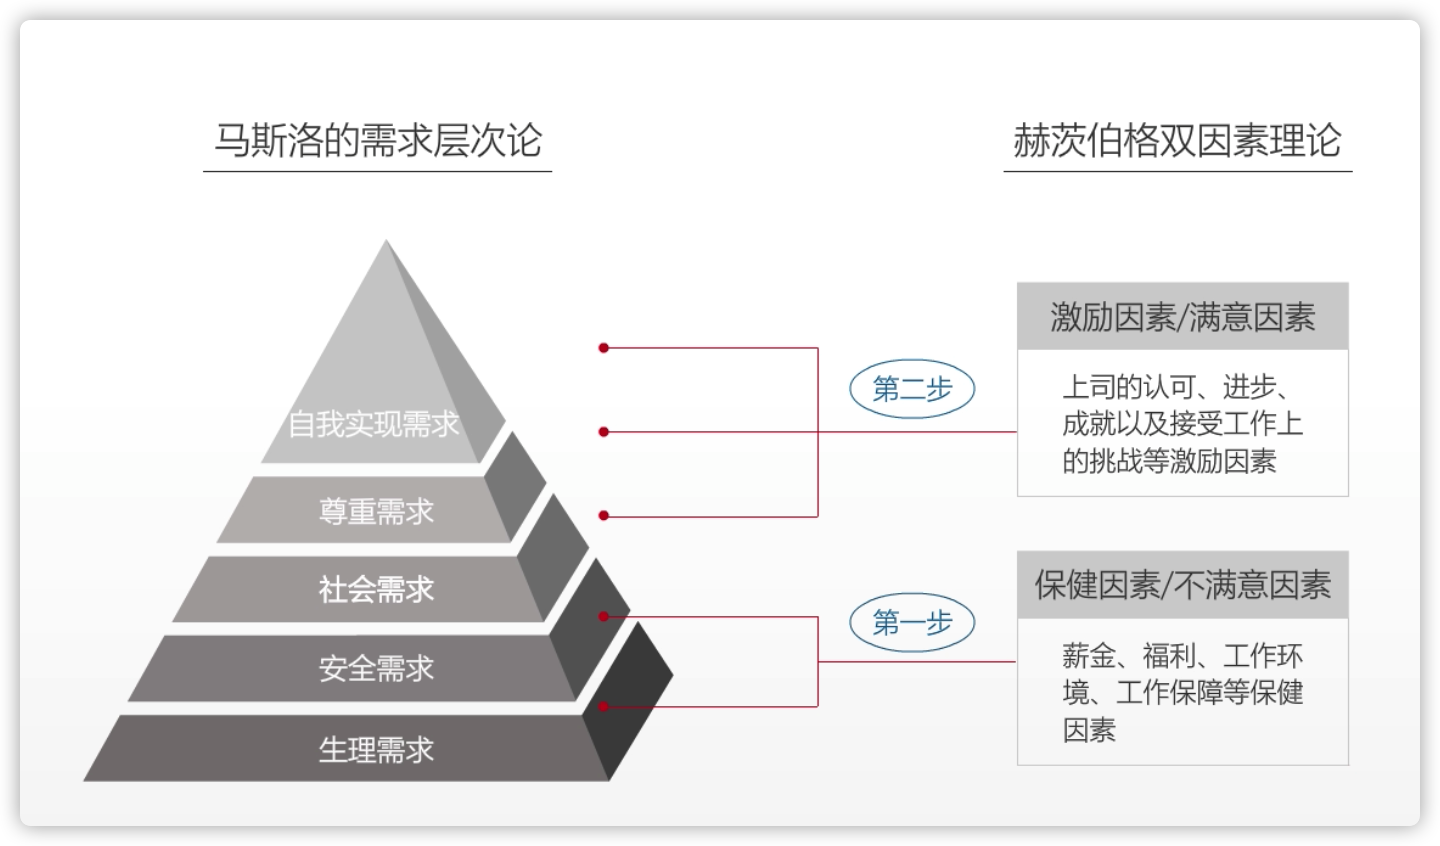 马斯洛的需求层次论
赫茨伯格双因素理论
自我实现需求
尊重需求
社会需求
安全需求
生理需求
第二步
第一步
激励因素/满意因素
上司的认可、进步、
成就以及接受工作上
的挑战等激励因素
保健因素/不满意因素
薪金、福利、工作环
境、工作保障等保健
因素